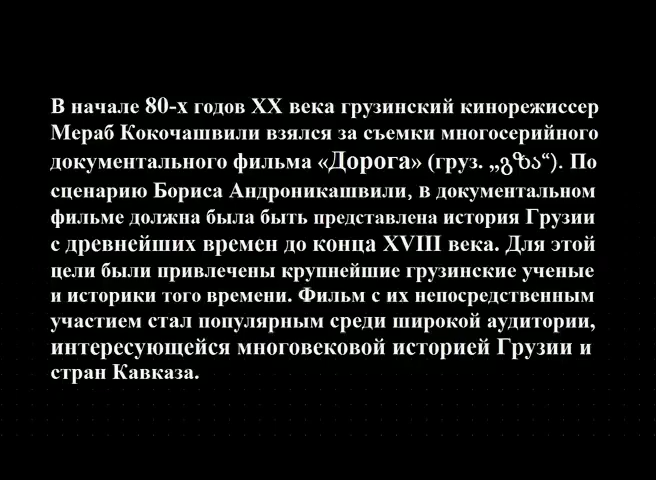 В начале 80-х годов XX века грузинский кинорежиссер
Мераб Кокочашвили взялся за съемки многосерийного
документального фильма «Дорога» (груз. „გზა“). По
сценарию Бориса Андроникашвили, в документальном
фильме должна была быть представлена история Грузии
с древнейших времен до конца XVIII века. Для этой
цели были привлечены крупнейшие грузинские ученые
и историки того времени. Фильм с их непосредственным
участием стал популярным среди широкой аудитории,
интересующейся многовековой историей Грузии и
стран Кавказа.